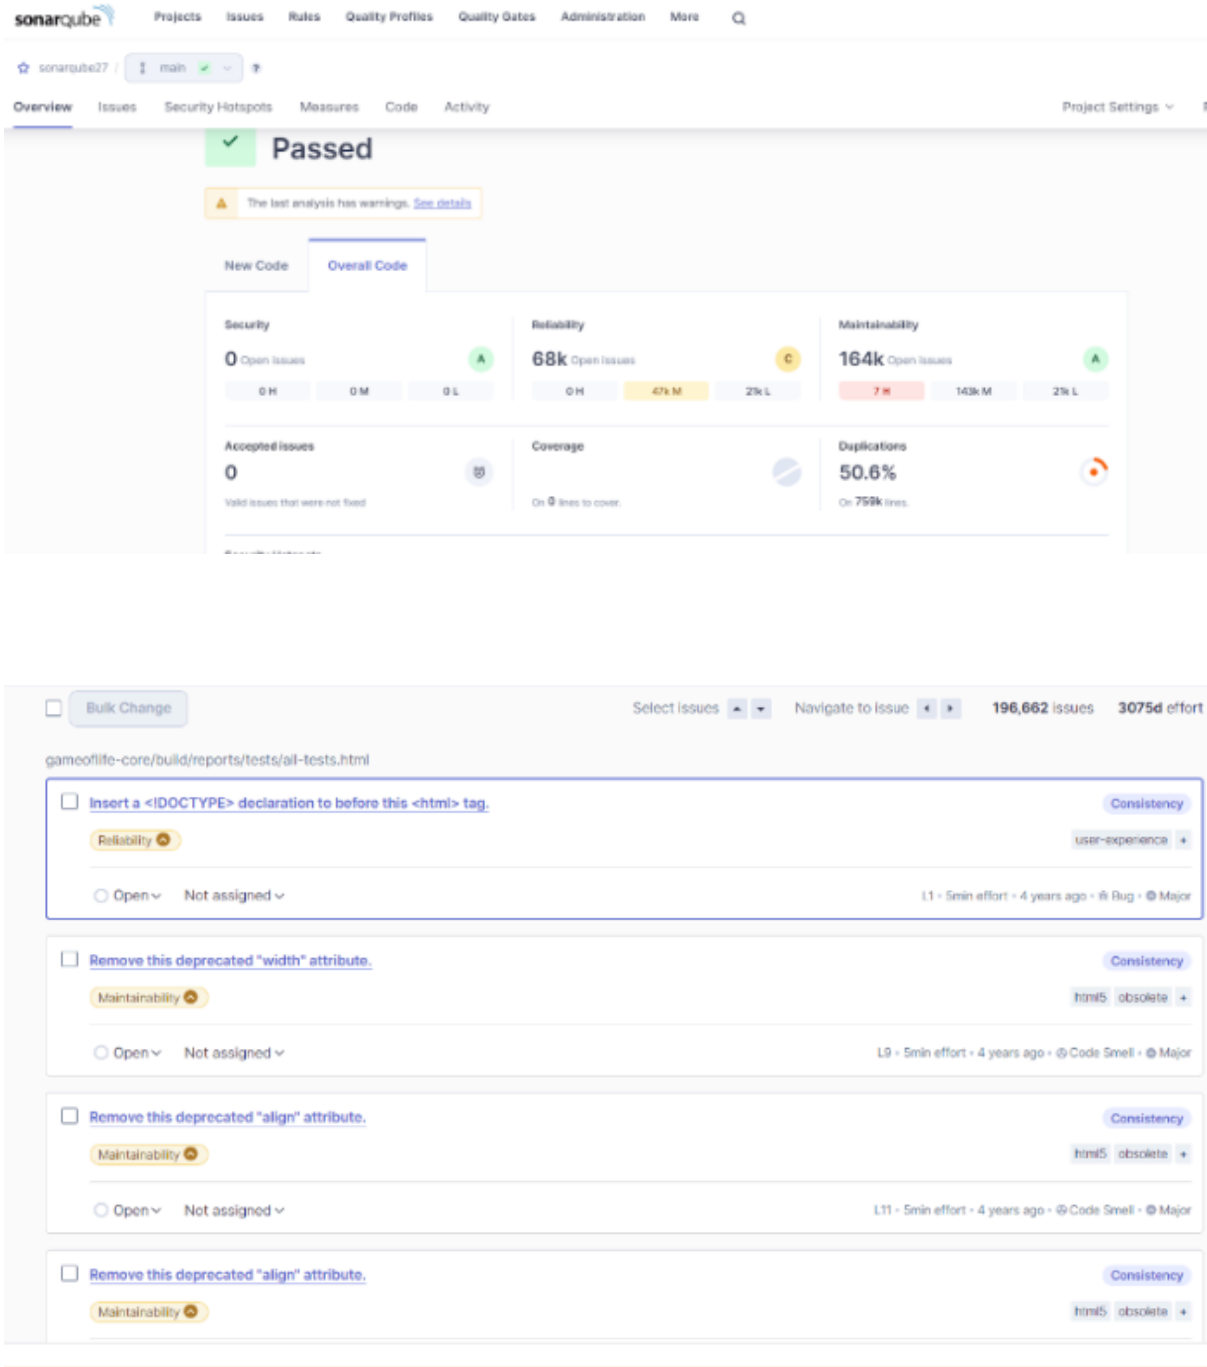 sonarqube Projects Issues Rules Quality Profiles Quality Gates Administration More
sonarqube27 / main
Overview Issues Security Hotspots Measures Code Activity Project Settings
Passed
The last analysis has warnings. See details
New Code Overall Code
Security Reliability Maintainability
0 Open Issues A 68k Open Issues C 164k Open Issues A
0 H 0 M 0 L 0 H 47k M 21k L 7 H 143k M 21k L
Accepted issues Coverage Duplications
0 50.6%
Valid issues that were not fixed On 0 lines to cover. On 759k lines.
Bulk Change Select issues Navigate to issue 196,662 issues 3075d effort
gameoflife-core/build/reports/tests/all-tests.html
Insert a <!DOCTYPE> declaration to before this <html> tag. Consistency
Reliability user-experience +
Open Not assigned L1 • 5min effort • 4 years ago • Bug • Major
Remove this deprecated "width" attribute. Consistency
Maintainability html5 obsolete +
Open Not assigned L9 • 5min effort • 4 years ago • Code Smell • Major
Remove this deprecated "align" attribute. Consistency
Maintainability html5 obsolete +
Open Not assigned L11 • 5min effort • 4 years ago • Code Smell • Major
Remove this deprecated "align" attribute. Consistency
Maintainability html5 obsolete +